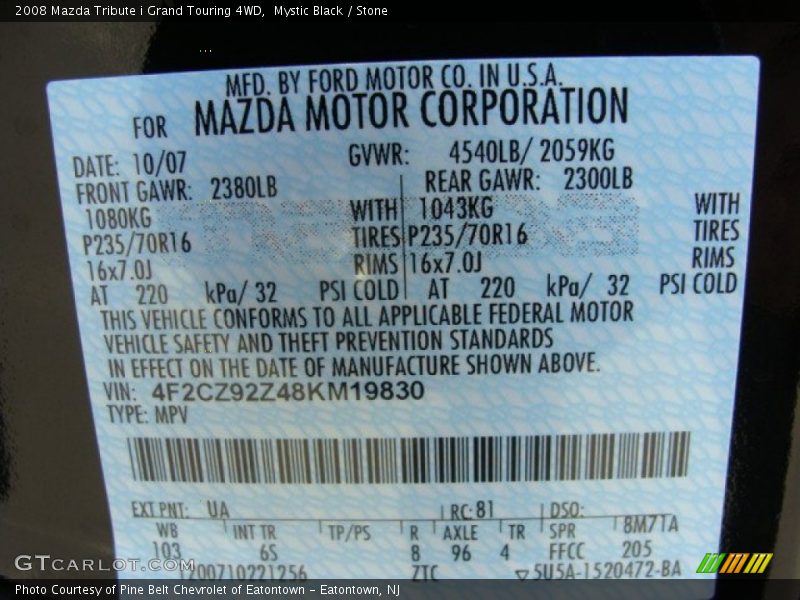 2008 Mazda Tribute i Grand Touring 4WD, Mystic Black / Stone
...
MFD. BY FORD MOTOR CO. IN U.S.A.
FOR MAZDA MOTOR CORPORATION
DATE: 10/07 GVWR: 4540LB/ 2059KG
FRONT GAWR: 2380LB REAR GAWR: 2300LB
1080KG WITH 1043KG WITH
P235/70R16 TIRES P235/70R16 TIRES
16x7.0J RIMS 16x7.0J RIMS
AT 220 kPa/ 32 PSI COLD AT 220 kPa/ 32 PSI COLD
THIS VEHICLE CONFORMS TO ALL APPLICABLE FEDERAL MOTOR
VEHICLE SAFETY AND THEFT PREVENTION STANDARDS
IN EFFECT ON THE DATE OF MANUFACTURE SHOWN ABOVE.
VIN: 4F2CZ92Z48KM19830
TYPE: MPV
EXT PNT: UA RC: 81 DSO:
WB INT TR TP/PS R AXLE TR SPR 8M71A
103 6S 8 96 4 FFCC 205
1200710221256 ZTC 5U5A-1520472-BA
GTCARLOT.COM
Photo Courtesy of Pine Belt Chevrolet of Eatontown - Eatontown, NJ